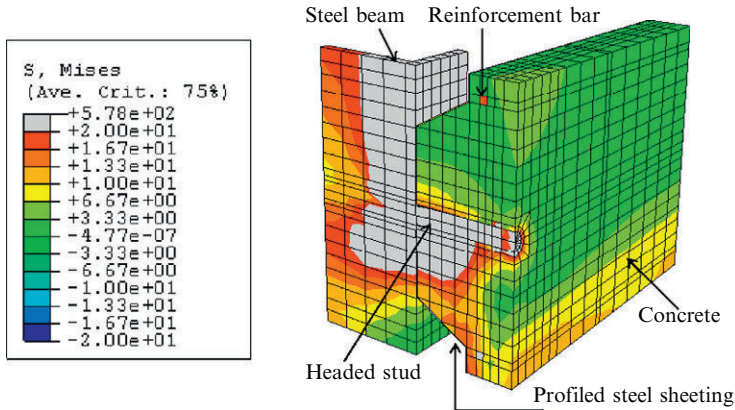 Steel beam
Reinforcement bar
S, Mises
(Ave. Crit.: 75%)
+5.78e+02
+2.00e+01
+1.67e+01
+1.33e+01
+1.00e+01
+6.67e+00
+3.33e+00
-4.77e-07
-3.33e+00
-6.67e+00
-1.00e+01
-1.33e+01
-1.67e+01
-2.00e+01
Concrete
Headed stud
Profiled steel sheeting